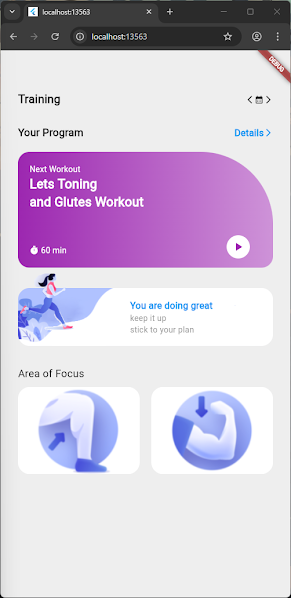 localhost:13563
localhost:13563
DEBUG
Training
Your Program
Details
Next Workout
Lets Toning
and Glutes Workout
60 min
You are doing great
keep it up
stick to your plan
Area of Focus